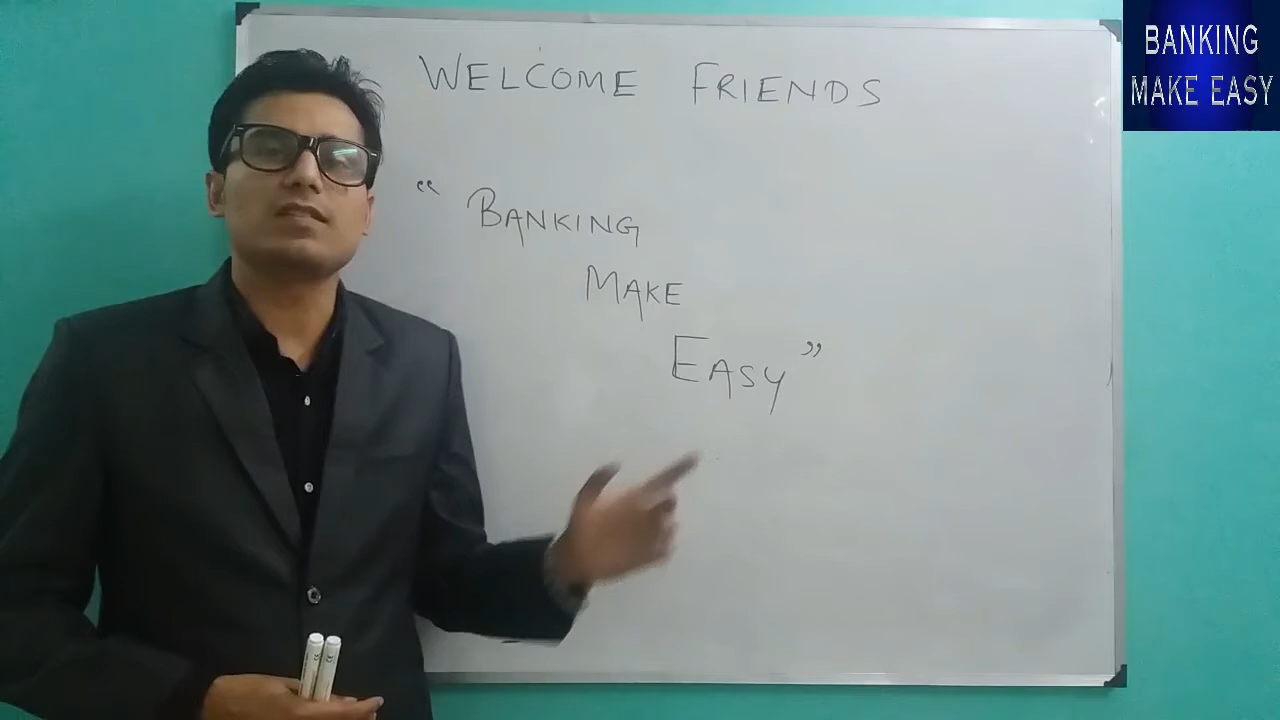 WELCOME FRIENDS
“ BANKING
MAKE
EASY ”
BANKING
MAKE EASY